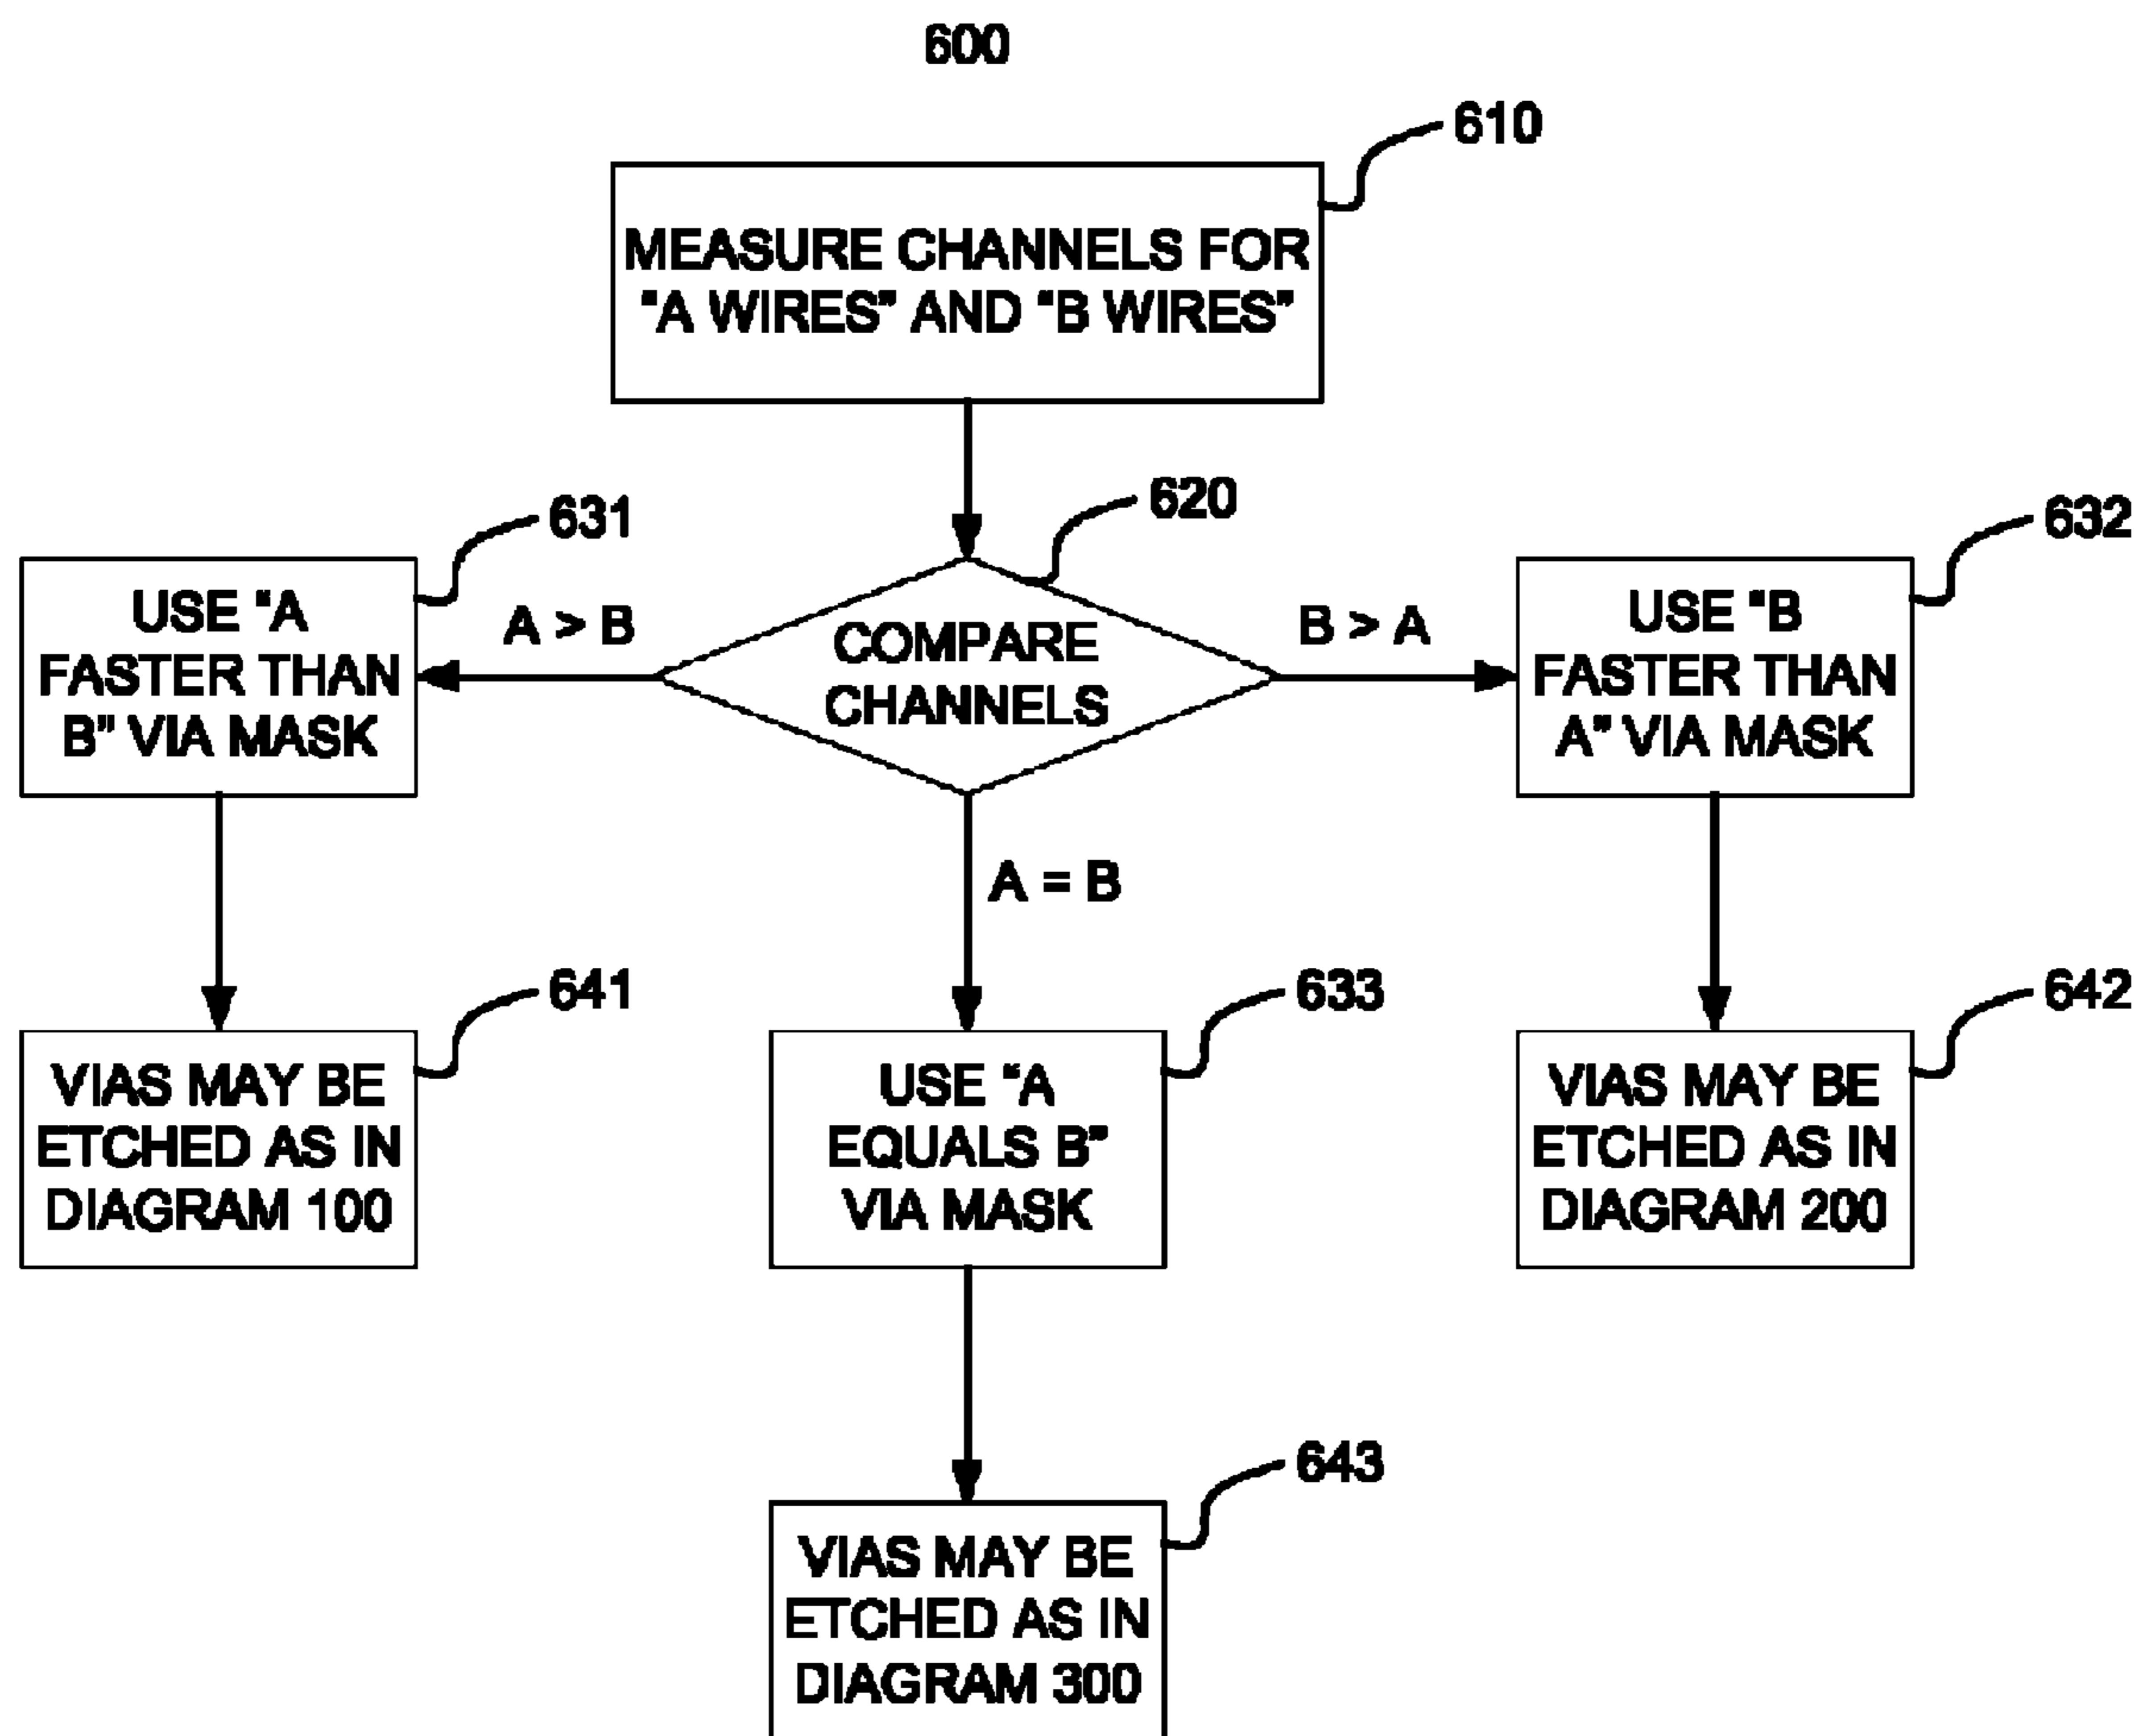 600
610
MEASURE CHANNELS FOR
"A WIRES" AND "B WIRES"
620
631
632
USE "A
FASTER THAN
B" VIA MASK
A > B
COMPARE
CHANNELS
B > A
USE "B
FASTER THAN
A" VIA MASK
A = B
641
633
642
VIAS MAY BE
ETCHED AS IN
DIAGRAM 100
USE "A
EQUALS B"
VIA MASK
VIAS MAY BE
ETCHED AS IN
DIAGRAM 200
643
VIAS MAY BE
ETCHED AS IN
DIAGRAM 300